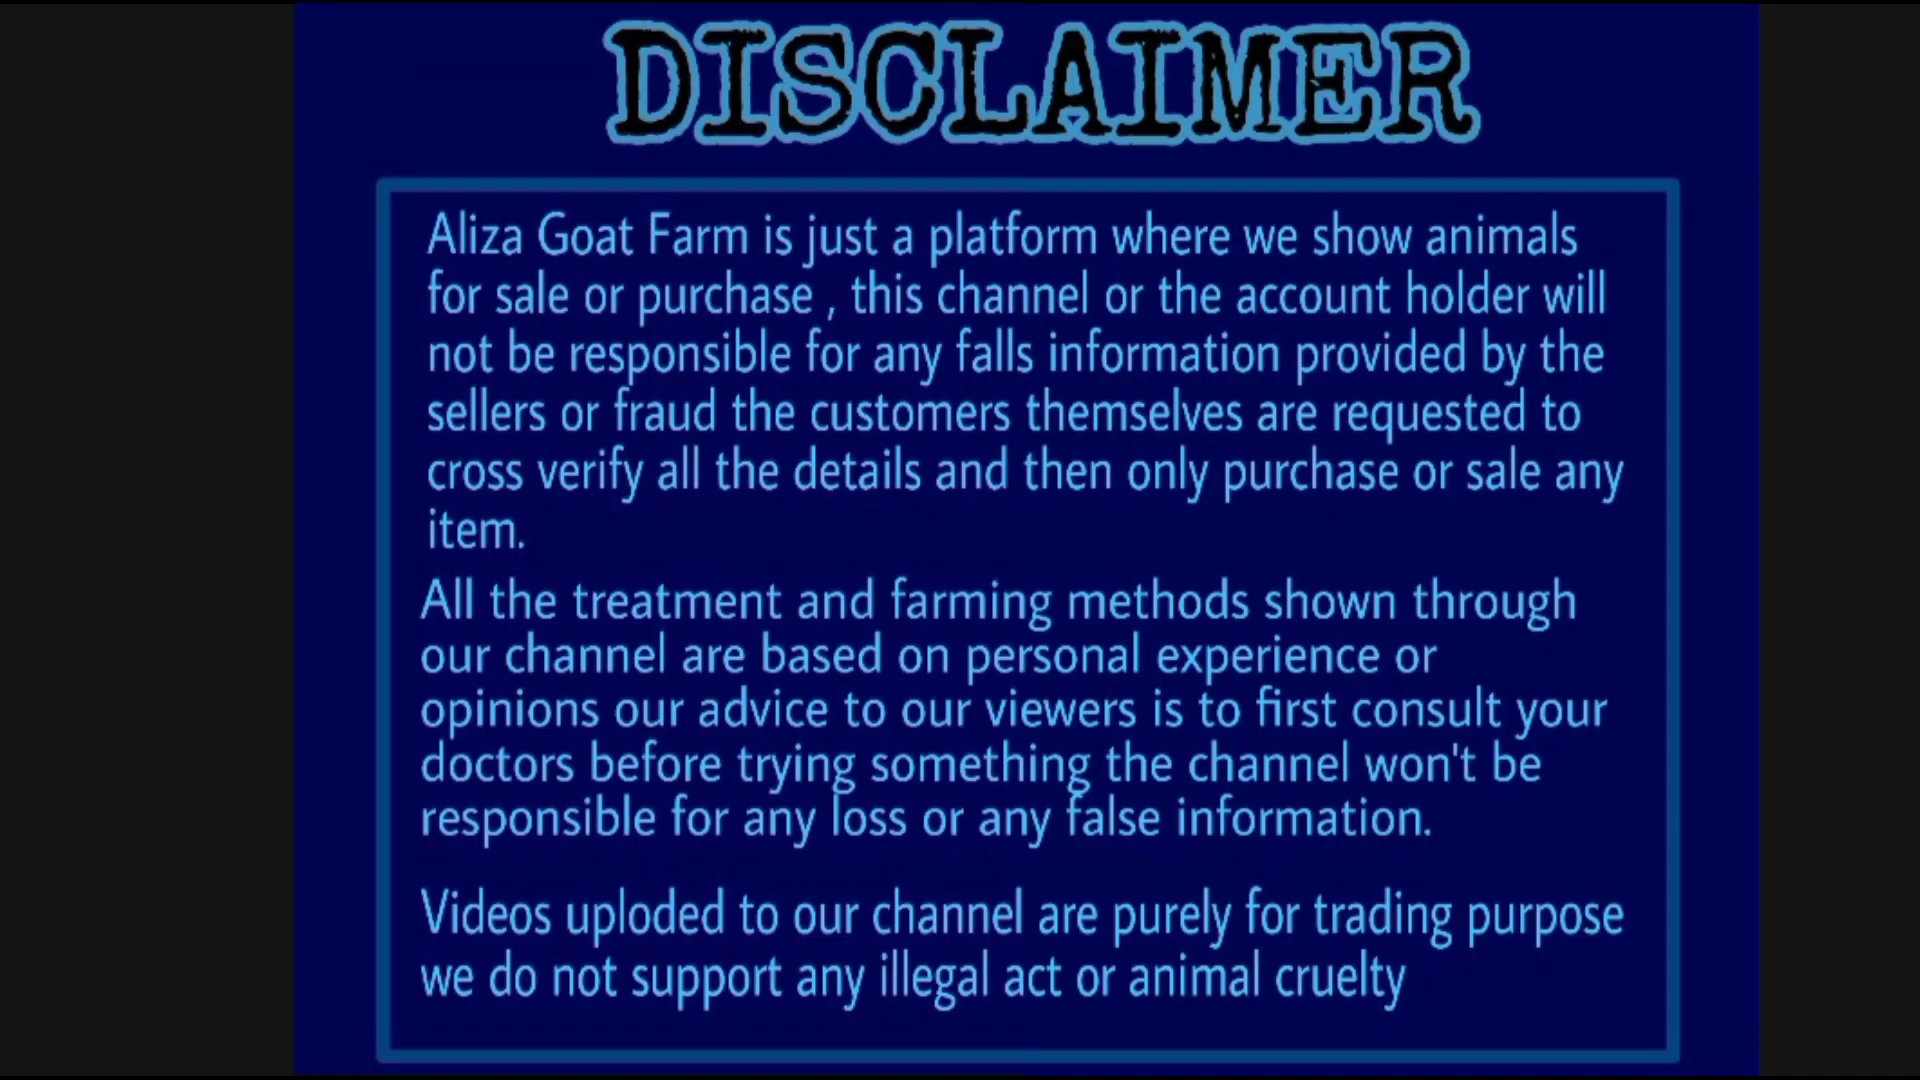 DISCLAIMER
Aliza Goat Farm is just a platform where we show animals
for sale or purchase , this channel or the account holder will
not be responsible for any falls information provided by the
sellers or fraud the customers themselves are requested to
cross verify all the details and then only purchase or sale any
item.
All the treatment and farming methods shown through
our channel are based on personal experience or
opinions our advice to our viewers is to first consult your
doctors before trying something the channel won't be
responsible for any loss or any false information.
Videos uploded to our channel are purely for trading purpose
we do not support any illegal act or animal cruelty